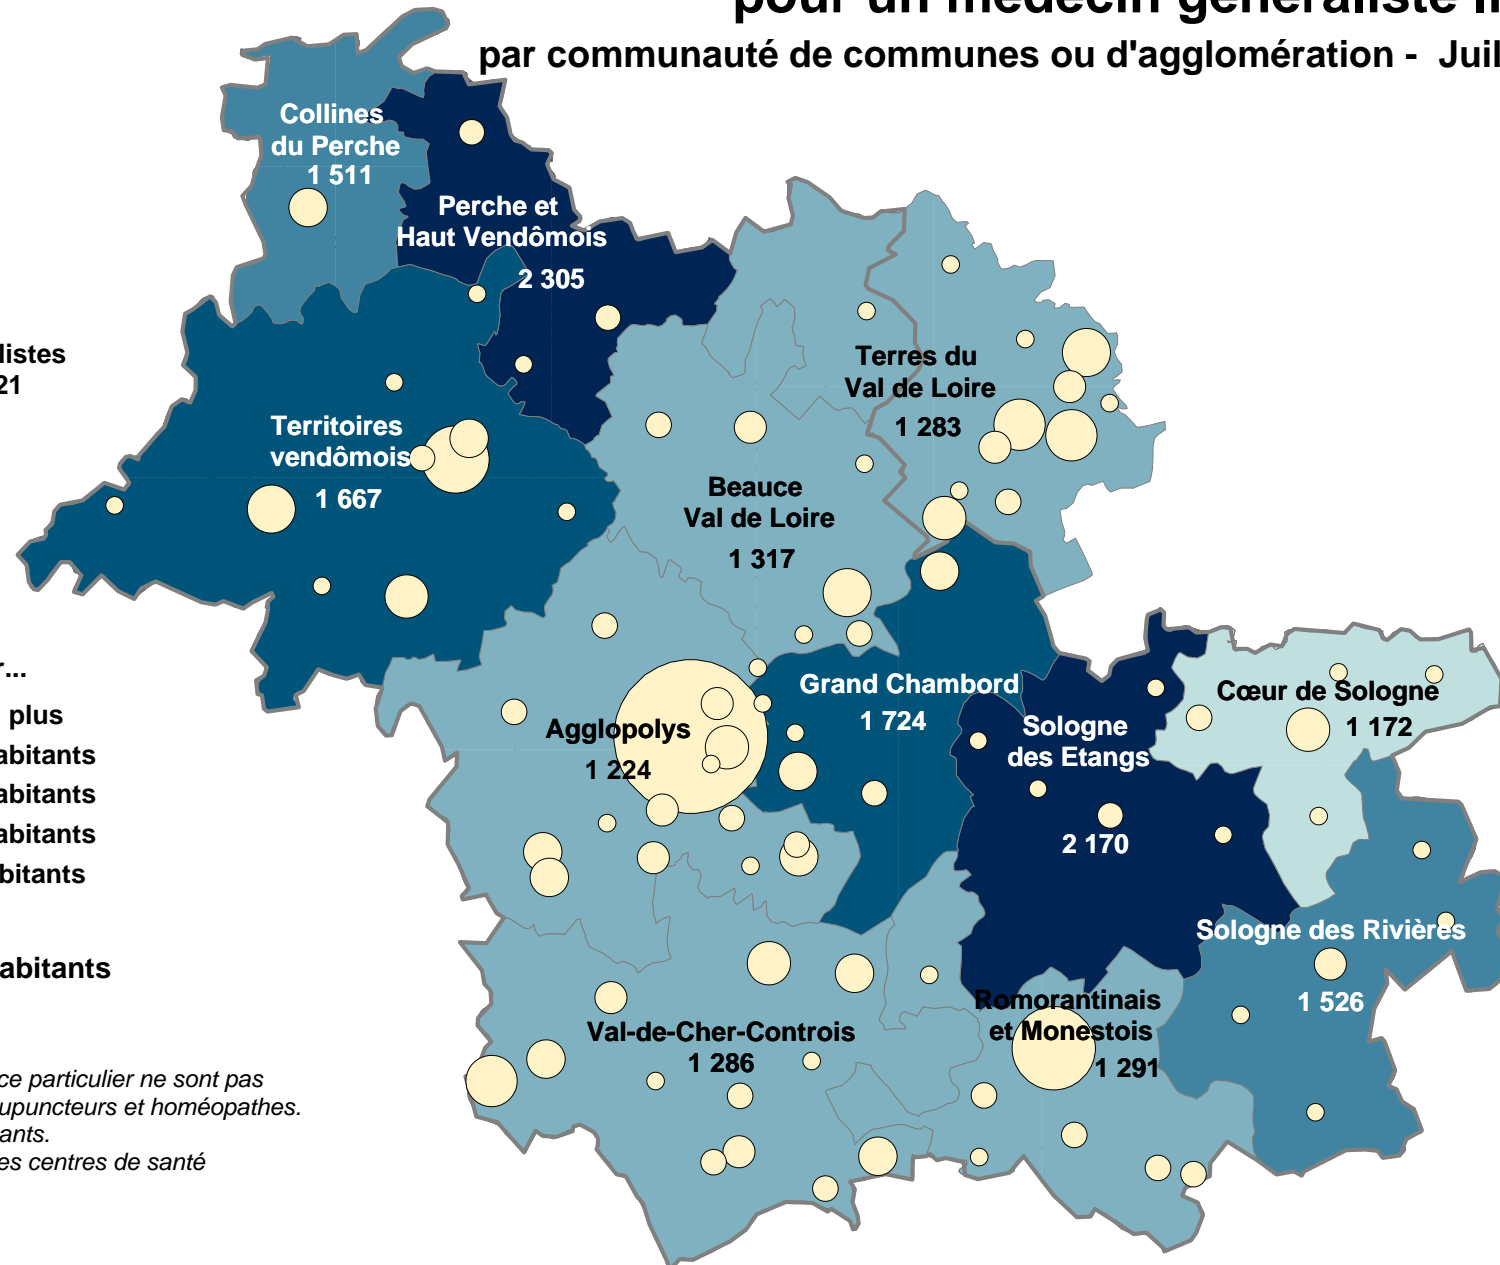 pour un médecin généraliste
par communauté de communes ou d'agglomération - Juil
Collines
du Perche
1 511
Perche et
Haut Vendômois
2 305
listes
21
Terres du
Val de Loire
1 283
Territoires
vendômois
1 667
Beauce
Val de Loire
1 317
r...
plus
abitants
abitants
abitants
bitants
abitants
Grand Chambord
1 724
Agglopolys
1 224
Sologne
des Etangs
2 170
Cœur de Sologne
1 172
Sologne des Rivières
1 526
Romorantinais
et Monestois
1 291
Val-de-Cher-Controis
1 286
ce particulier ne sont pas
upuncteurs et homéopathes.
ants.
es centres de santé